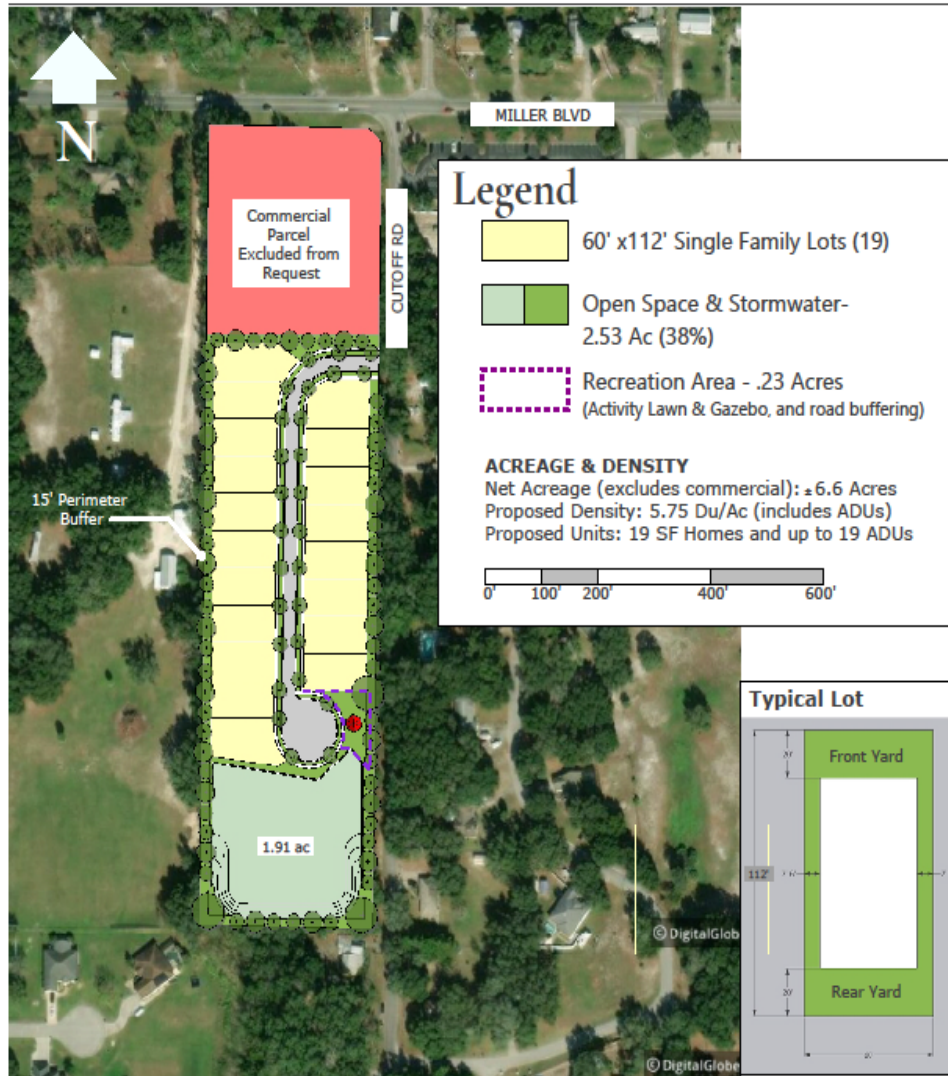 N
MILLER BLVD
Commercial
Parcel
Excluded from
Request
CUTOFF RD
Legend
60' x112' Single Family Lots (19)
Open Space & Stormwater-
2.53 Ac (38%)
Recreation Area - .23 Acres
(Activity Lawn & Gazebo, and road buffering)
ACREAGE & DENSITY
Net Acreage (excludes commercial): ±6.6 Acres
Proposed Density: 5.75 Du/Ac (includes ADUs)
Proposed Units: 19 SF Homes and up to 19 ADUs
0' 100' 200' 400' 600'
15' Perimeter
Buffer
1.91 ac
© DigitalGlobe
© DigitalGlobe
Typical Lot
Front Yard
20'
112'
20'
Rear Yard